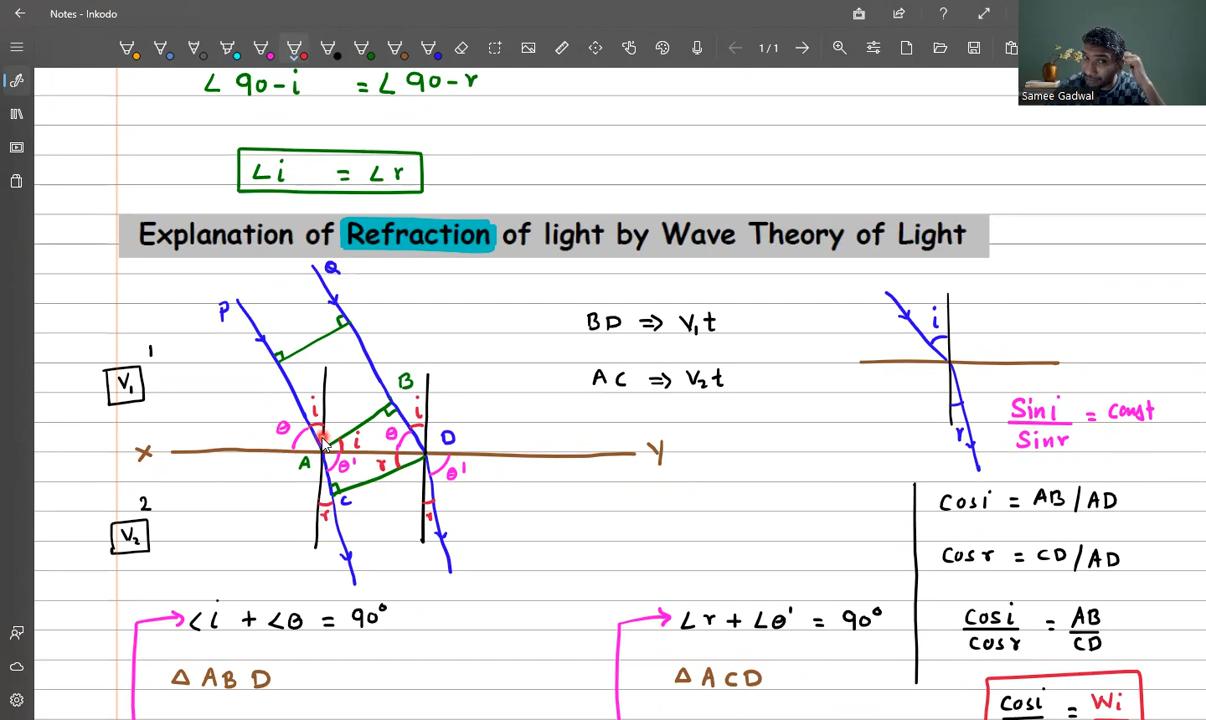 Notes - Inkodo
1/1
Samee Gadwal
∠ 90-i = ∠ 90-r
∠i = ∠r
Explanation of Refraction of light by Wave Theory of Light
P
Q
BD ⇒ V₁t
AC ⇒ V₂t
i
r
Sin i / Sin r = Const
1
V₁
2
V₂
X
Y
A
B
C
D
θ
i
i
θ
i
r
θ'
θ'
r
r
Cos i = AB/AD
Cos r = CD/AD
Cos i / Cos r = AB / CD
Cos i = Wi
∠i + ∠θ = 90°
∠r + ∠θ' = 90°
Δ ABD
Δ ACD